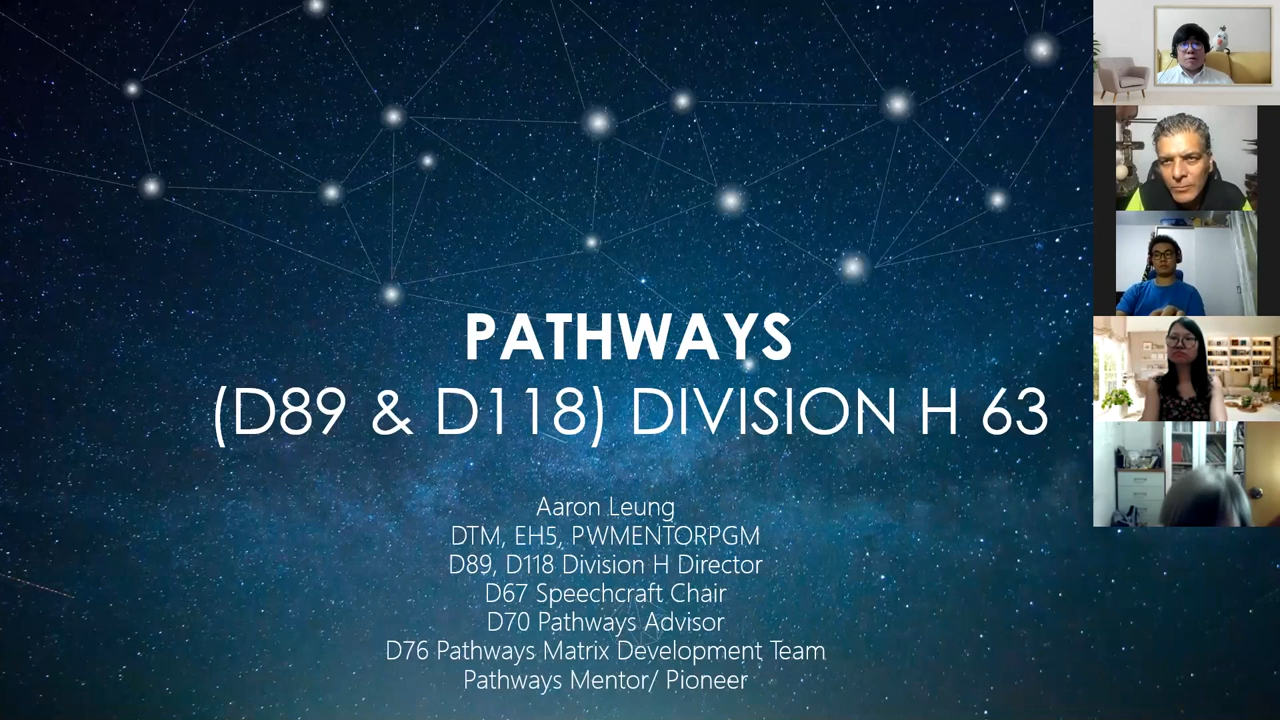 PATHWAYS
(D89 & D118) DIVISION H 63
Aaron Leung
DTM, EH5, PWMENTORPGM
D89, D118 Division H Director
D67 Speechcraft Chair
D70 Pathways Advisor
D76 Pathways Matrix Development Team
Pathways Mentor/ Pioneer